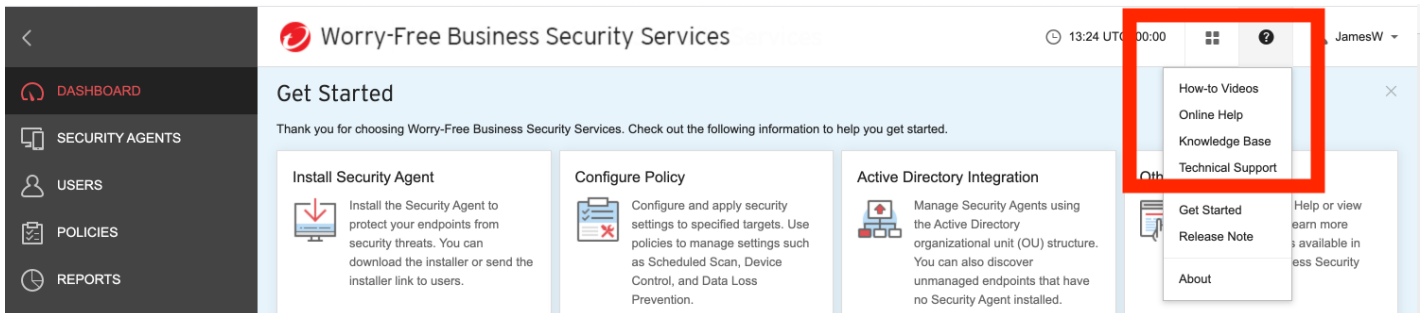 Worry-Free Business Security Services
13:24 UTC 00:00
JamesW
DASHBOARD
SECURITY AGENTS
USERS
POLICIES
REPORTS
Get Started
Thank you for choosing Worry-Free Business Security Services. Check out the following information to help you get started.
Install Security Agent
Install the Security Agent to
protect your endpoints from
security threats. You can
download the installer or send the
installer link to users.
Configure Policy
Configure and apply security
settings to specified targets. Use
policies to manage settings such
as Scheduled Scan, Device
Control, and Data Loss
Prevention.
Active Directory Integration
Manage Security Agents using
the Active Directory
organizational unit (OU) structure.
You can also discover
unmanaged endpoints that have
no Security Agent installed.
Oth
Help or view
earn more
s available in
ess Security
How-to Videos
Online Help
Knowledge Base
Technical Support
Get Started
Release Note
About